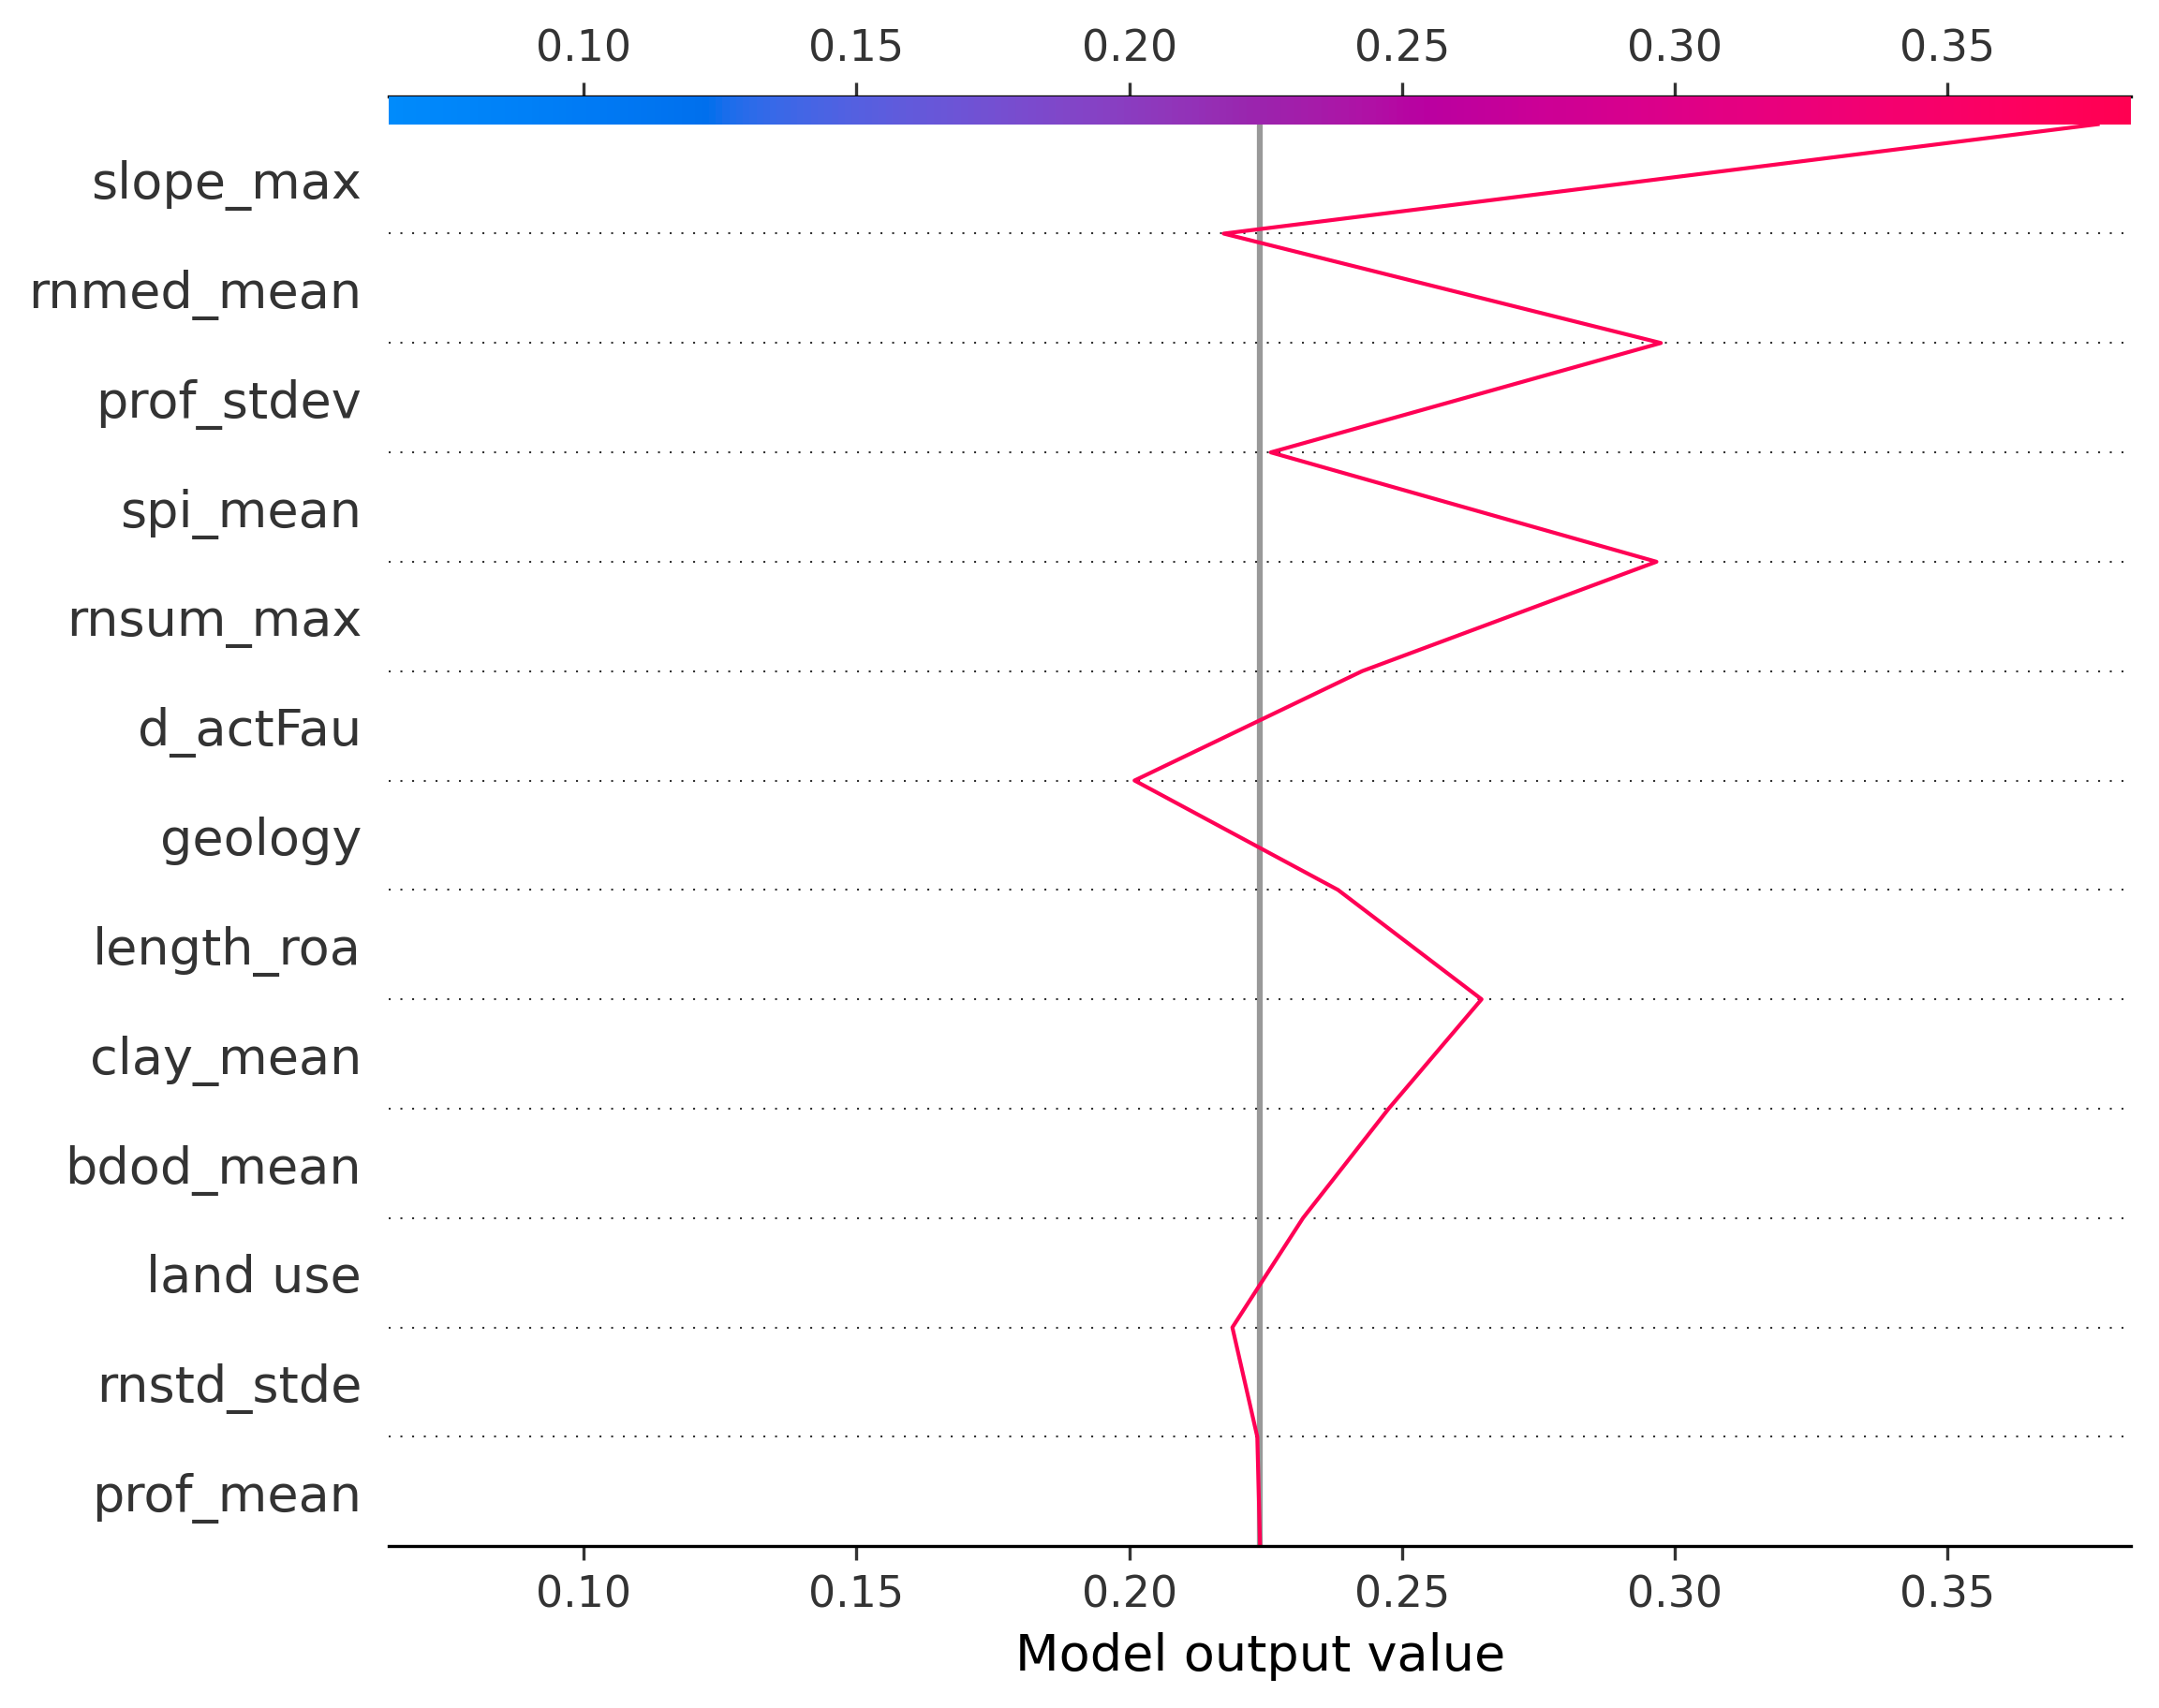 0.10 0.15 0.20 0.25 0.30 0.35
slope_max
rnmed_mean
prof_stdev
spi_mean
rnsum_max
d_actFau
geology
length_roa
clay_mean
bdod_mean
land use
rnstd_stde
prof_mean
0.10 0.15 0.20 0.25 0.30 0.35
Model output value